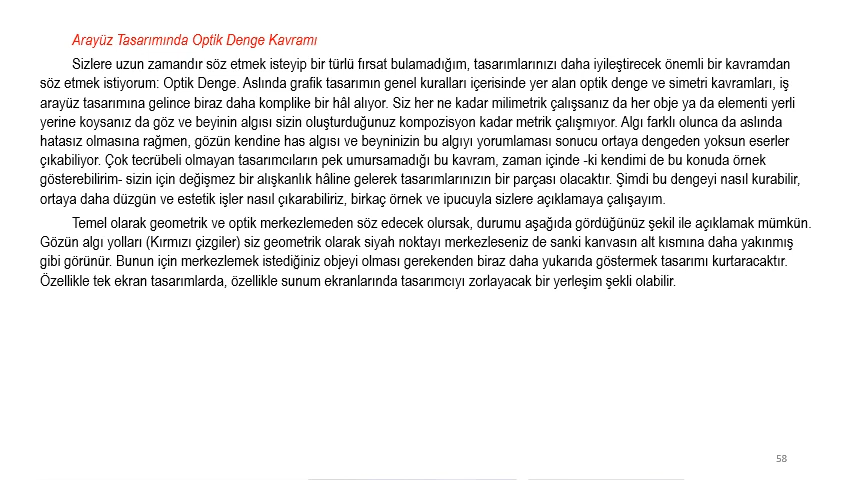 Arayüz Tasarımında Optik Denge Kavramı
Sizlere uzun zamandır söz etmek isteyip bir türlü fırsat bulamadığım, tasarımlarınızı daha iyileştirecek önemli bir kavramdan
söz etmek istiyorum: Optik Denge. Aslında grafik tasarımın genel kuralları içerisinde yer alan optik denge ve simetri kavramları, iş
arayüz tasarımına gelince biraz daha komplike bir hâl alıyor. Siz her ne kadar milimetrik çalışsanız da her obje ya da elementi yerli
yerine koysanız da göz ve beyinin algısı sizin oluşturduğunuz kompozisyon kadar metrik çalışmıyor. Algı farklı olunca da aslında
hatasız olmasına rağmen, gözün kendine has algısı ve beyninizin bu algıyı yorumlaması sonucu ortaya dengeden yoksun eserler
çıkabiliyor. Çok tecrübeli olmayan tasarımcıların pek umursamadığı bu kavram, zaman içinde -ki kendimi de bu konuda örnek
gösterebilirim- sizin için değişmez bir alışkanlık hâline gelerek tasarımlarınızın bir parçası olacaktır. Şimdi bu dengeyi nasıl kurabilir,
ortaya daha düzgün ve estetik işler nasıl çıkarabiliriz, birkaç örnek ve ipucuyla sizlere açıklamaya çalışayım.
Temel olarak geometrik ve optik merkezlemeden söz edecek olursak, durumu aşağıda gördüğünüz şekil ile açıklamak mümkün.
Gözün algı yolları (Kırmızı çizgiler) siz geometrik olarak siyah noktayı merkezleseniz de sanki kanvasın alt kısmına daha yakınmış
gibi görünür. Bunun için merkezlemek istediğiniz objeyi olması gerekenden biraz daha yukarıda göstermek tasarımı kurtaracaktır.
Özellikle tek ekran tasarımlarda, özellikle sunum ekranlarında tasarımcıyı zorlayacak bir yerleşim şekli olabilir.
58